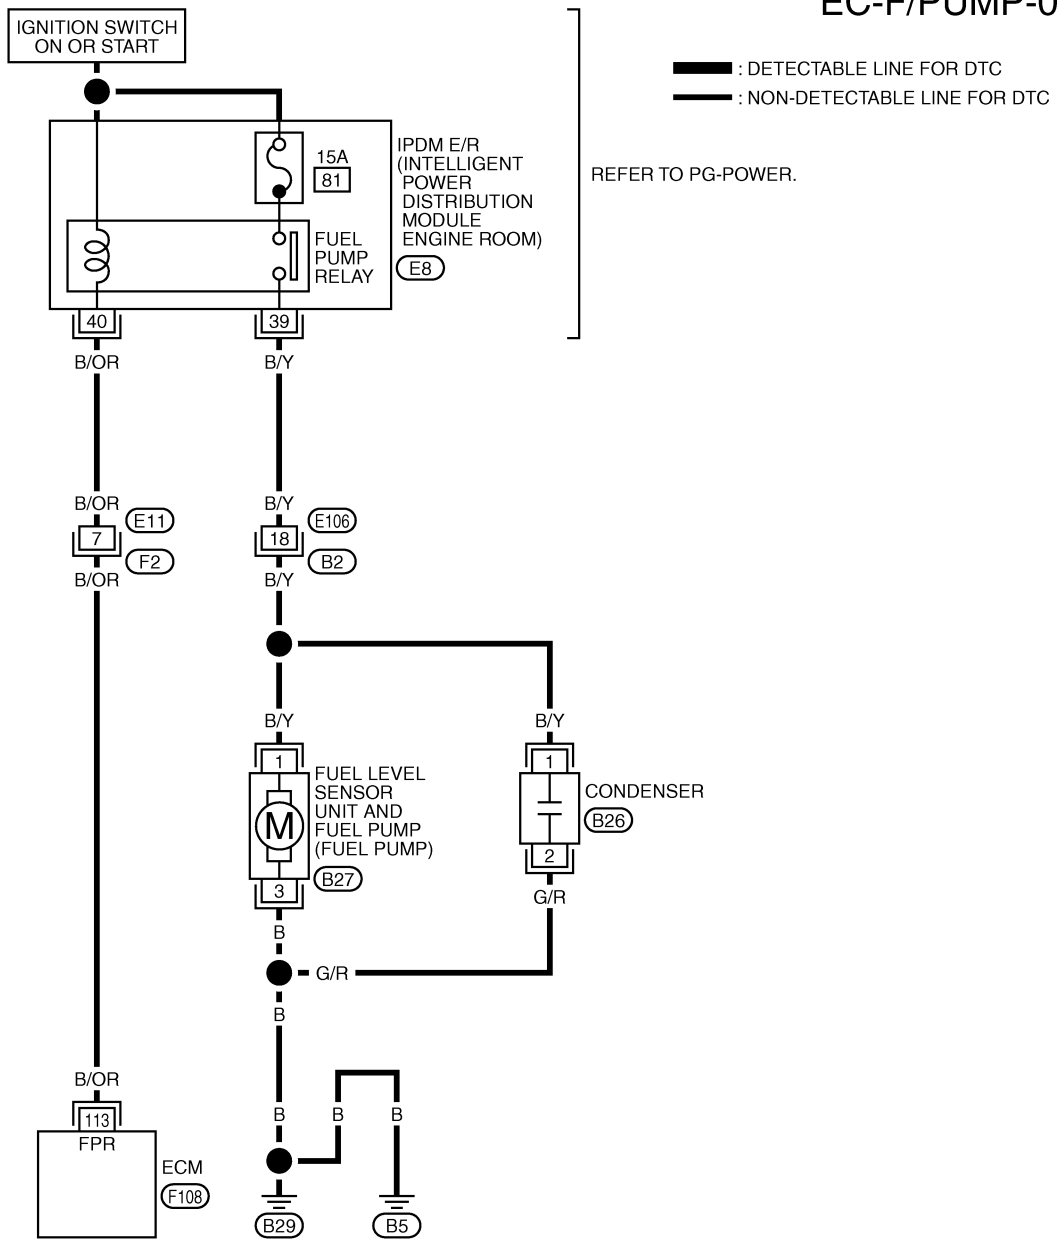 EC-F/PUMP-0
IGNITION SWITCH
ON OR START
: DETECTABLE LINE FOR DTC
: NON-DETECTABLE LINE FOR DTC
15A
81
IPDM E/R
(INTELLIGENT
POWER
DISTRIBUTION
MODULE
ENGINE ROOM)
E8
REFER TO PG-POWER.
FUEL
PUMP
RELAY
40
39
B/OR
B/Y
B/OR
B/Y
7
E11
F2
18
E106
B2
B/OR
B/Y
B/Y
B/Y
1
1
FUEL LEVEL
SENSOR
UNIT AND
FUEL PUMP
(FUEL PUMP)
M
B27
3
CONDENSER
B26
2
B
G/R
G/R
B
B/OR
B
B
B
113
FPR
ECM
F108
B29
B5